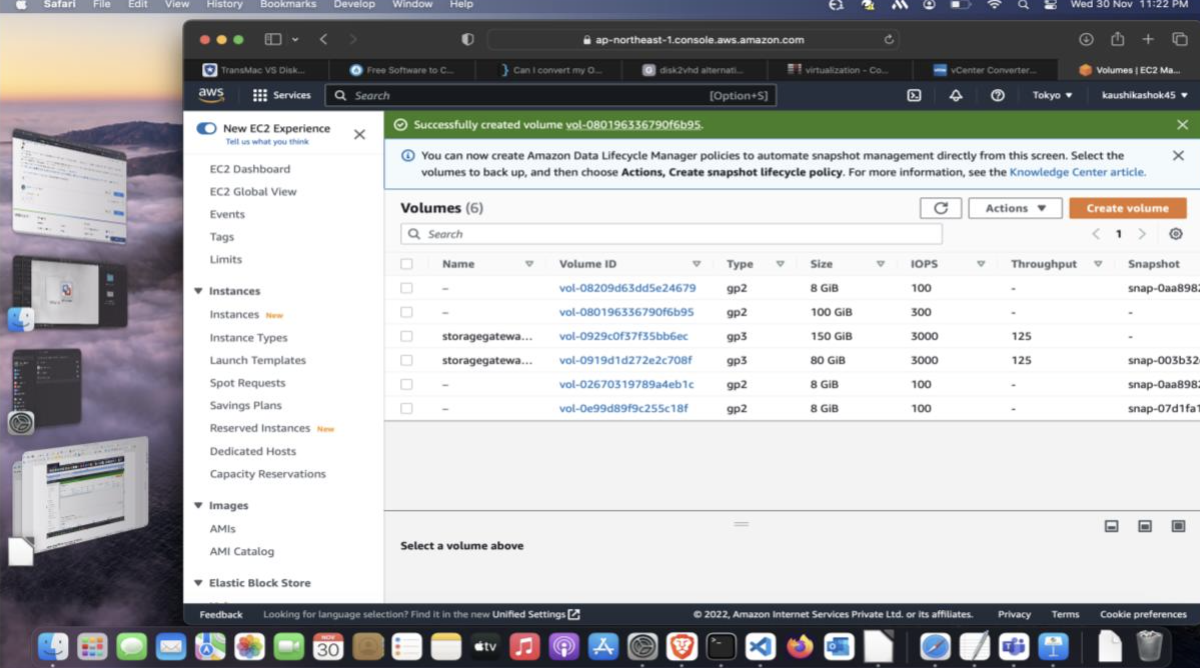 Safari File Edit View History Bookmarks Develop Window Help Wed 30 Nov 11:22 PM
ap-northeast-1.console.aws.amazon.com
TransMac VS Disk... Free Software to C... Can I convert my O... disk2vhd alternati... virtualization - Co... vCenter Converter... Volumes | EC2 Ma...
aws Services Search [Option+S] Tokyo ▼ kaushikashok45 ▼
New EC2 Experience
Tell us what you think
EC2 Dashboard
EC2 Global View
Events
Tags
Limits
Instances
Instances New
Instance Types
Launch Templates
Spot Requests
Savings Plans
Reserved Instances New
Dedicated Hosts
Capacity Reservations
Images
AMIs
AMI Catalog
Elastic Block Store
Successfully created volume vol-080196336790f6b95.
You can now create Amazon Data Lifecycle Manager policies to automate snapshot management directly from this screen. Select the
volumes to back up, and then choose Actions, Create snapshot lifecycle policy. For more information, see the Knowledge Center article.
Volumes (6) Actions ▼ Create volume
Search 1
Name Volume ID Type Size IOPS Throughput Snapshot
– vol-08209d63dd5e24679 gp2 8 GiB 100 - snap-0aa8982
– vol-080196336790f6b95 gp2 100 GiB 300 - -
storagegatewa... vol-0929c0f37f35bb6ec gp3 150 GiB 3000 125 -
storagegatewa... vol-0919d1d272e2c708f gp3 80 GiB 3000 125 snap-003b32
– vol-02670319789a4eb1c gp2 8 GiB 100 - snap-0aa8982
– vol-0e99d89f9c255c18f gp2 8 GiB 100 - snap-07d1fa1
Select a volume above
Feedback Looking for language selection? Find it in the new Unified Settings © 2022, Amazon Internet Services Private Ltd. or its affiliates. Privacy Terms Cookie preferences
NOV
30
tv